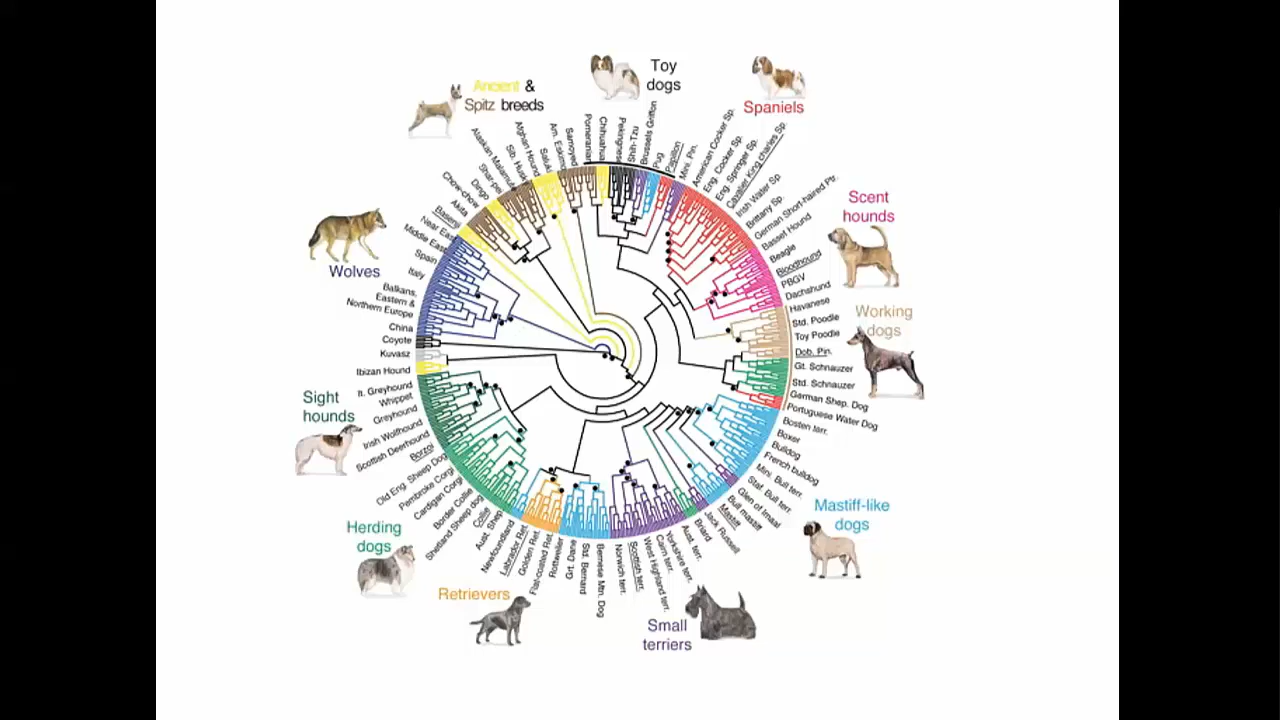 Toy
dogs
Spaniels
Scent
hounds
Working
dogs
Mastiff-like
dogs
Small
terriers
Retrievers
Herding
dogs
Sight
hounds
Wolves
Ancient &
Spitz breeds
Basenji
Akita
Chow-chow
Dingo
Shar-pei
Alaskan Malamute
Sib. Husky
Afghan Hound
Saluki
Am. Eskimo
Samoyed
Pomeranian
Chihuahua
Pekingnese
Shih-Tzu
Brussels Griffon
Pug
Papillon
Mini. Pin.
American Cocker Sp.
Eng. Cocker Sp.
Eng. Springer Sp.
Cavalier King charles Sp.
Irish Water Sp.
Brittany Sp.
German Short-haired Ptr.
Basset Hound
Beagle
Bloodhound
PBGV
Dachshund
Havanese
Std. Poodle
Toy Poodle
Dob. Pin.
Gt. Schnauzer
Std. Schnauzer
German Shep. Dog
Portuguese Water Dog
Bosten terr.
Boxer
Bulldog
French bulldog
Mini. Bull terr.
Staf. Bull terr.
Glen of Imaal
Bull mastiff
Mastiff
Jack Russell
Briard
Aust. terr.
Yorkshire terr.
Cairn terr.
West Highland terr.
Scottish terr.
Norwich terr.
Bernese Mtn. Dog
Std. Bernard
Grt. Dane
Rottweiler
Flat-coated Ret.
Golden Ret.
Labrador Ret.
Newfoundland
Aust. Shep.
Collie
Shetland Sheep dog
Border Collie
Cardigan Corgi
Pembroke Corgi
Old Eng. Sheep Dog
Borzoi
Scottish Deerhound
Irish Wolfhound
Greyhound
Whippet
It. Greyhound
Ibizan Hound
Kuvasz
Coyote
China
Balkans,
Eastern &
Northern Europe
Italy
Spain
Middle East
Near East